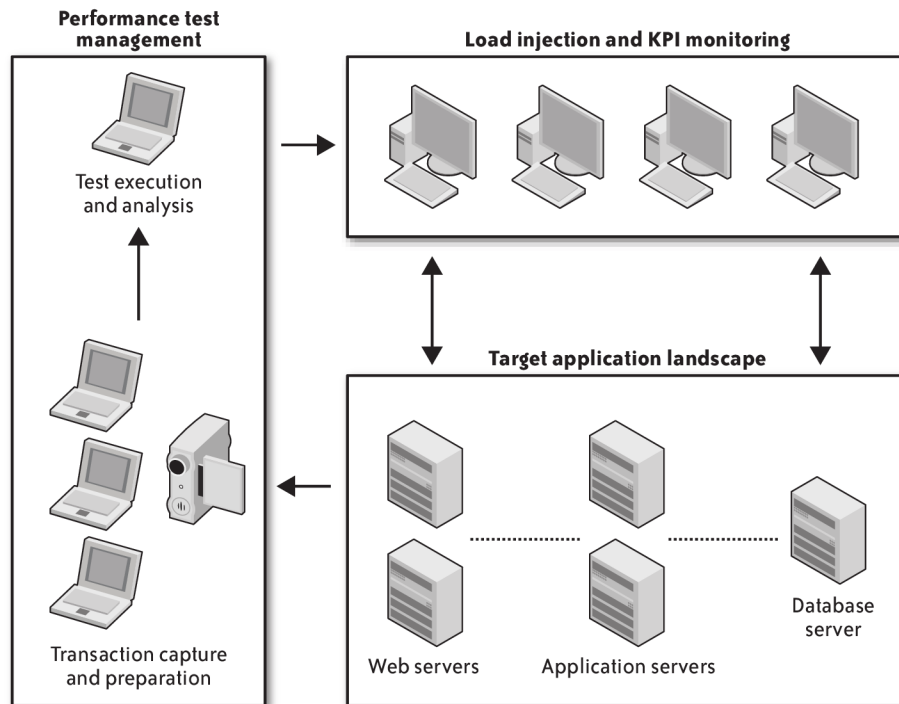 Performance test
management
Test execution
and analysis
Transaction capture
and preparation
Load injection and KPI monitoring
Target application landscape
Web servers
Application servers
Database
server